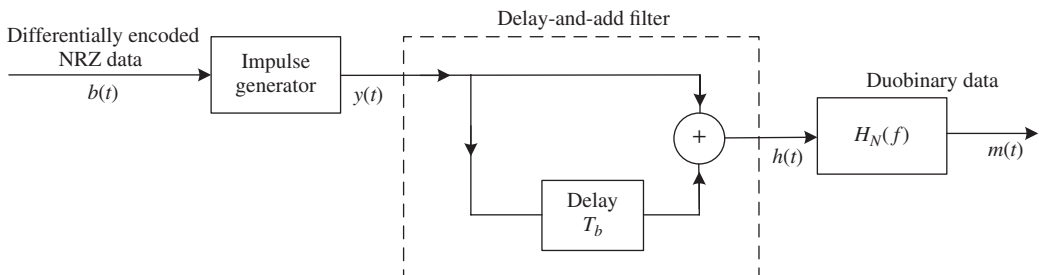 Delay-and-add filter
Differentially encoded
NRZ data
b(t)
Impulse
generator
y(t)
+
h(t)
Duobinary data
H_N(f)
m(t)
Delay
T_b